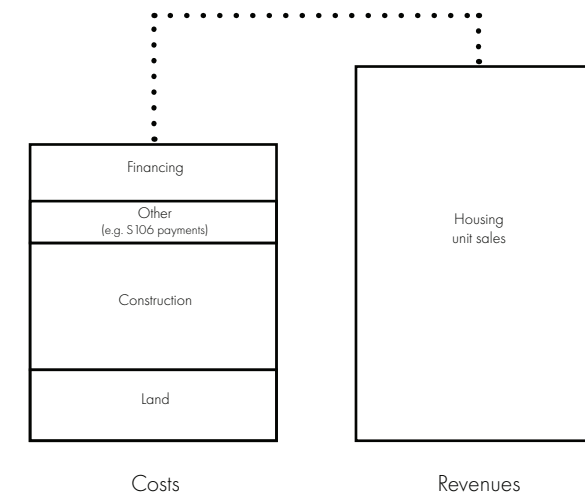 Financing
Other
(e.g. S106 payments)
Construction
Land
Housing
unit sales
Costs
Revenues